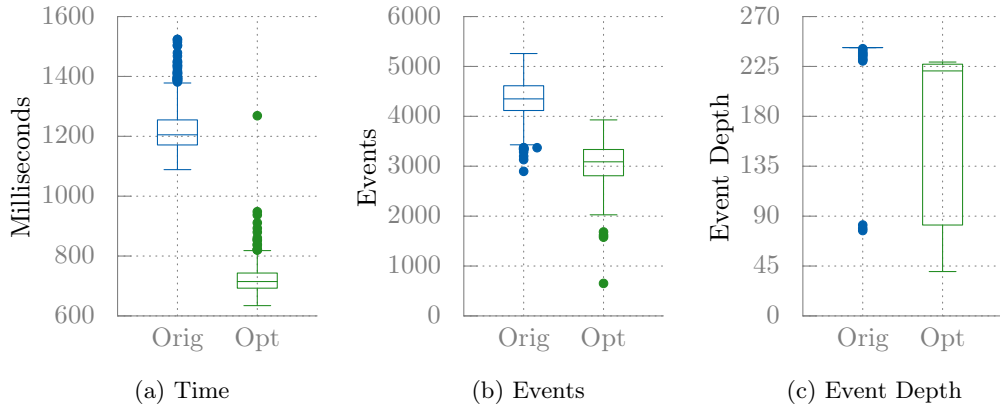 Milliseconds
1600
1400
1200
1000
800
600
Orig Opt
(a) Time
Events
6000
5000
4000
3000
2000
1000
0
Orig Opt
(b) Events
Event Depth
270
225
180
135
90
45
0
Orig Opt
(c) Event Depth